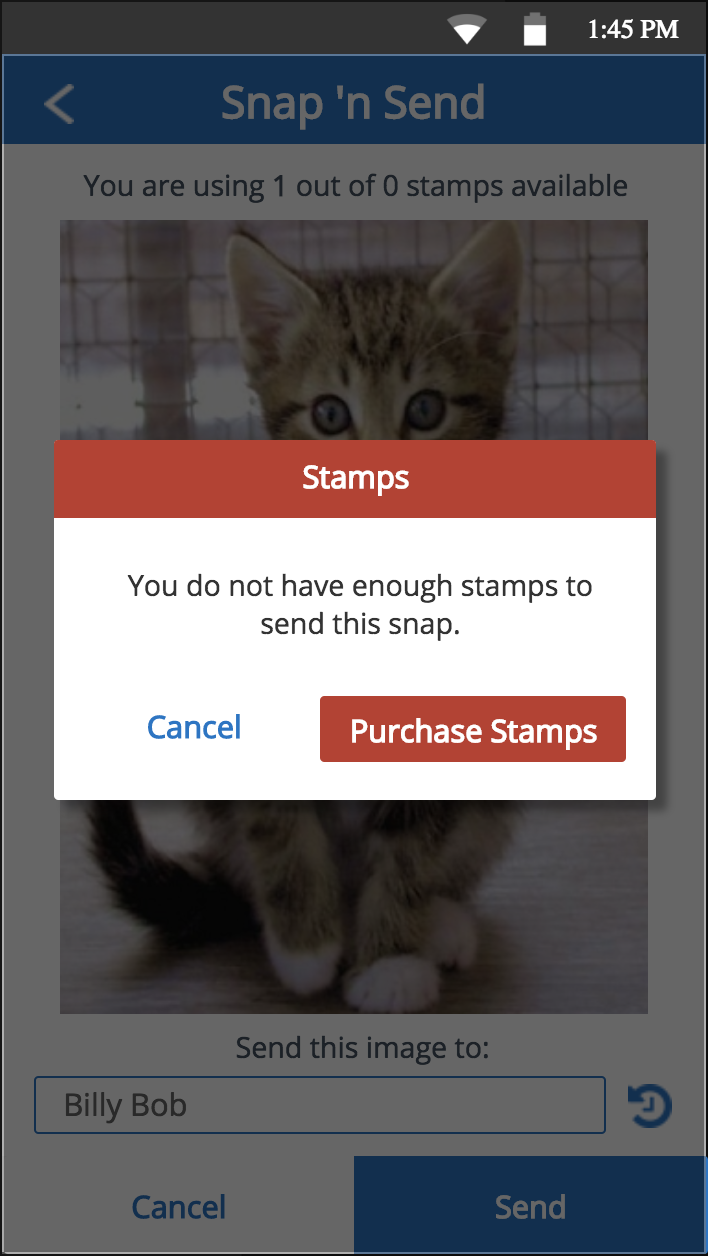 1:45 PM
Snap 'n Send
You are using 1 out of 0 stamps available
Stamps
You do not have enough stamps to
send this snap.
Cancel
Purchase Stamps
Send this image to:
Billy Bob
Cancel
Send